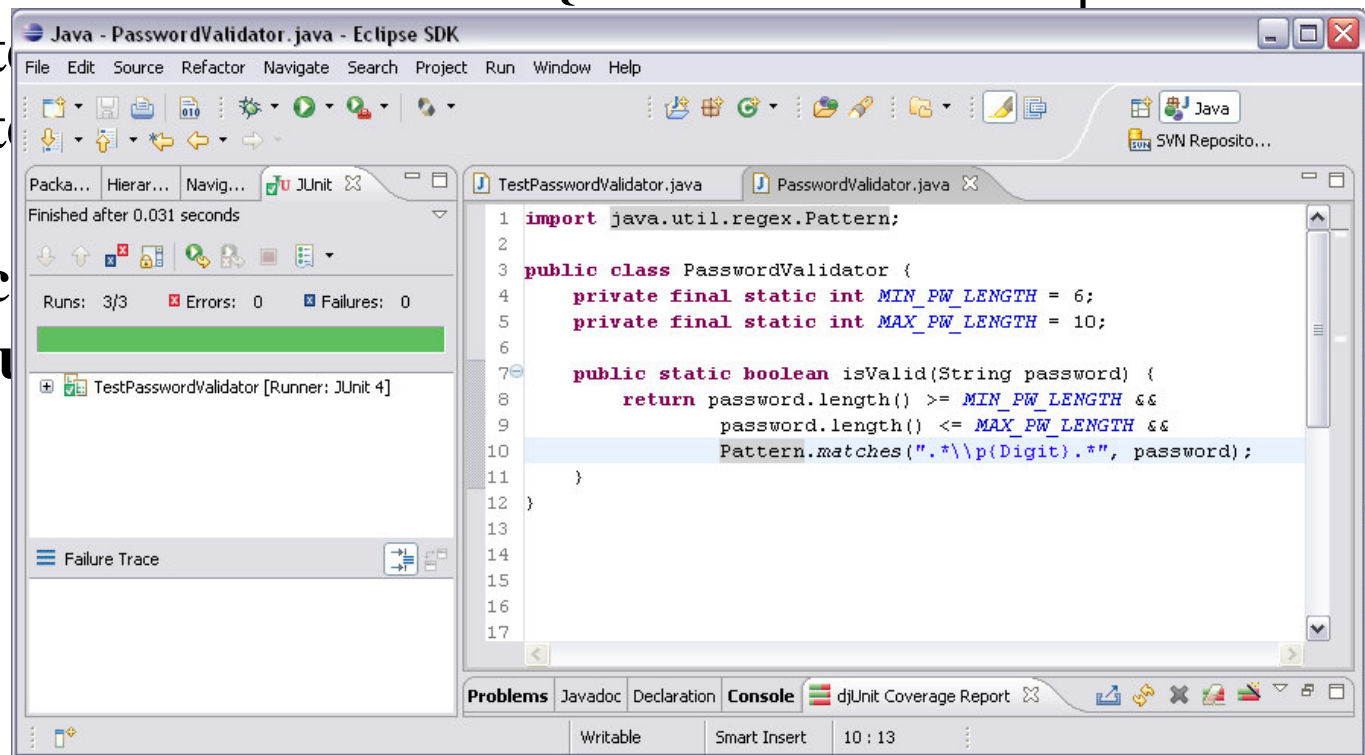 Java - PasswordValidator.java - Eclipse SDK
File Edit Source Refactor Navigate Search Project Run Window Help
Java
SVN Reposito...
Packa... Hierar... Navig... JUnit
TestPasswordValidator.java PasswordValidator.java
Finished after 0.031 seconds
Runs: 3/3 Errors: 0 Failures: 0
TestPasswordValidator [Runner: JUnit 4]
Failure Trace
1 import java.util.regex.Pattern;
2
3 public class PasswordValidator {
4 private final static int MIN_PW_LENGTH = 6;
5 private final static int MAX_PW_LENGTH = 10;
6
7 public static boolean isValid(String password) {
8 return password.length() >= MIN_PW_LENGTH &&
9 password.length() <= MAX_PW_LENGTH &&
10 Pattern.matches(".*\\p{Digit}.*", password);
11 }
12 }
13
14
15
16
17
Problems Javadoc Declaration Console djUnit Coverage Report
Writable Smart Insert 10 : 13